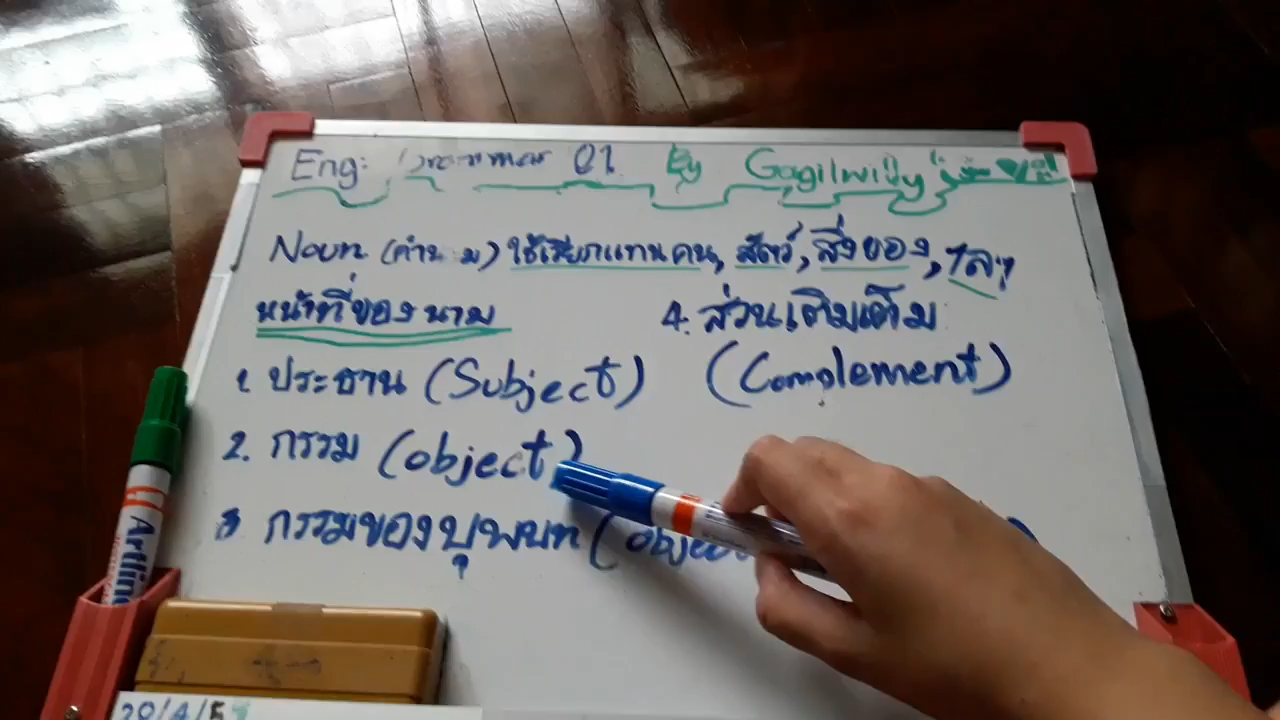 Eng: Grammar 01 By Gagilwilly
Noun (คำนาม) ใช้เรียกแทนคน, สัตว์, สิ่งของ, ฯลฯ
หน้าที่ของนาม
1. ประธาน (Subject)
2. กรรม (object)
3 กรรมของบุพบท (object
4. ส่วนเติมเต็ม
(Complement)
Artline